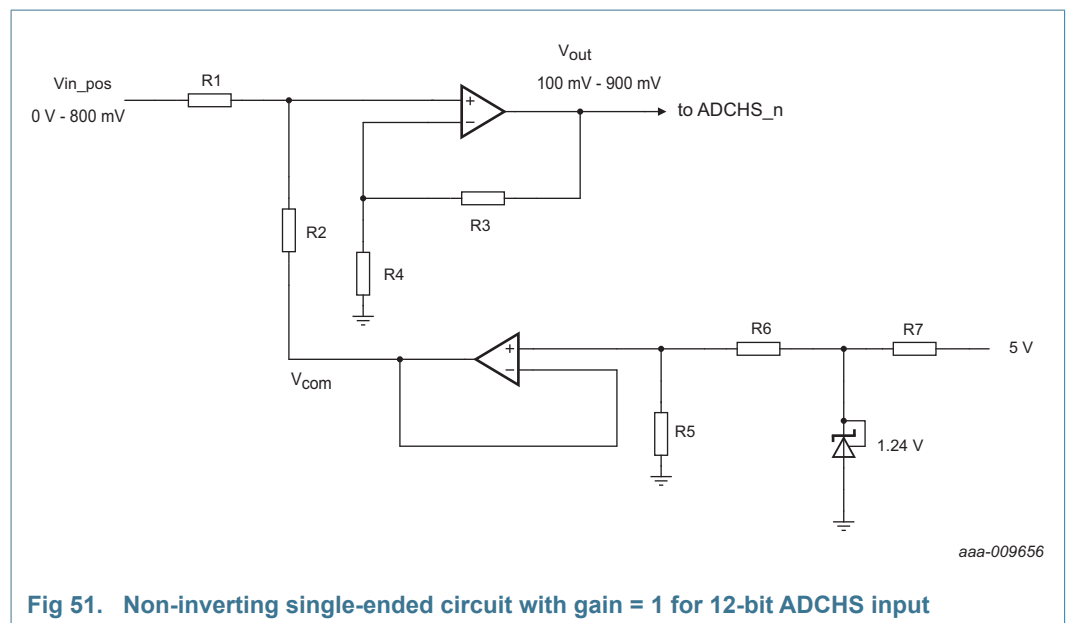 Vout
100 mV - 900 mV
Vin_pos
0 V - 800 mV
R1
+
−
to ADCHS_n
R3
R2
R4
Vcom
+
−
R5
R6
R7
5 V
1.24 V
aaa-009656
Fig 51. Non-inverting single-ended circuit with gain = 1 for 12-bit ADCHS input